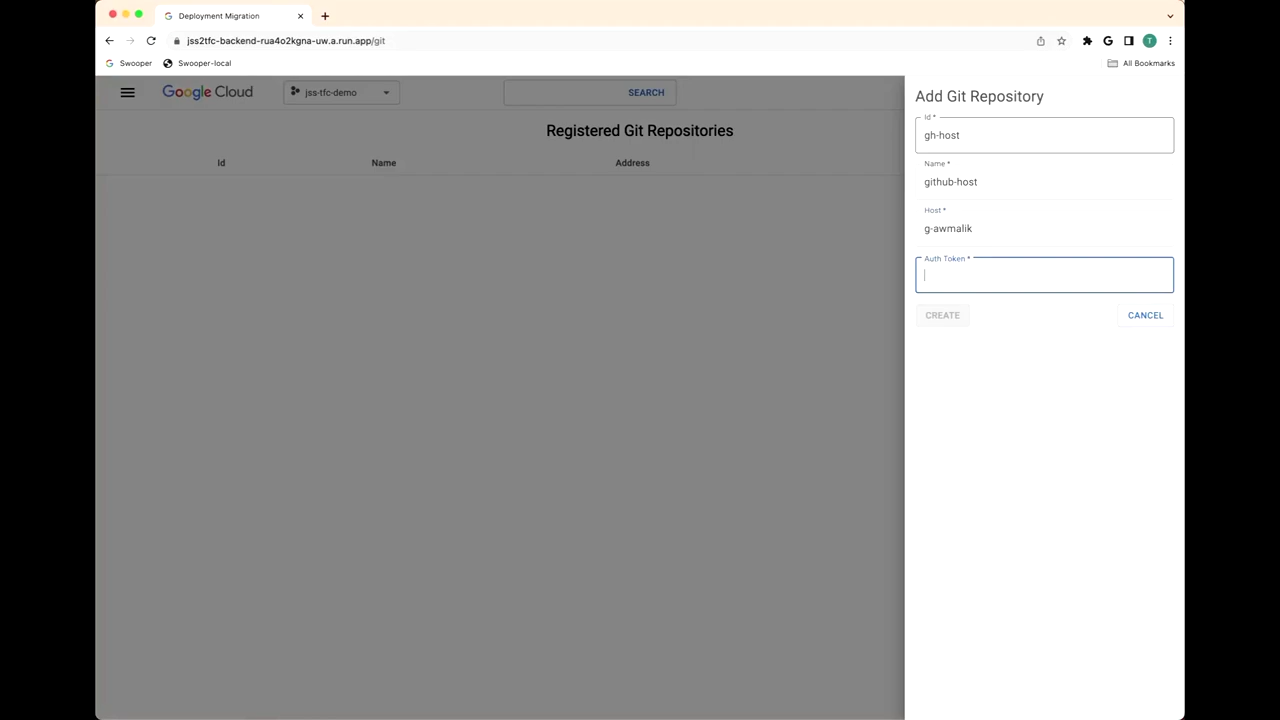 Deployment Migration
jss2tfc-backend-rua4o2kgna-uw.a.run.app/git
T
Swooper
Swooper-local
All Bookmarks
Google Cloud
jss-tfc-demo
SEARCH
Registered Git Repositories
Id
Name
Address
Add Git Repository
Id *
gh-host
Name *
github-host
Host *
g-awmalik
Auth Token *
CREATE
CANCEL